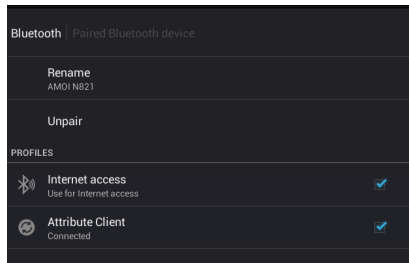 Bluetooth Paired Bluetooth device
Rename
AMOI N821
Unpair
PROFILES
Internet access
Use for Internet access
Attribute Client
Connected